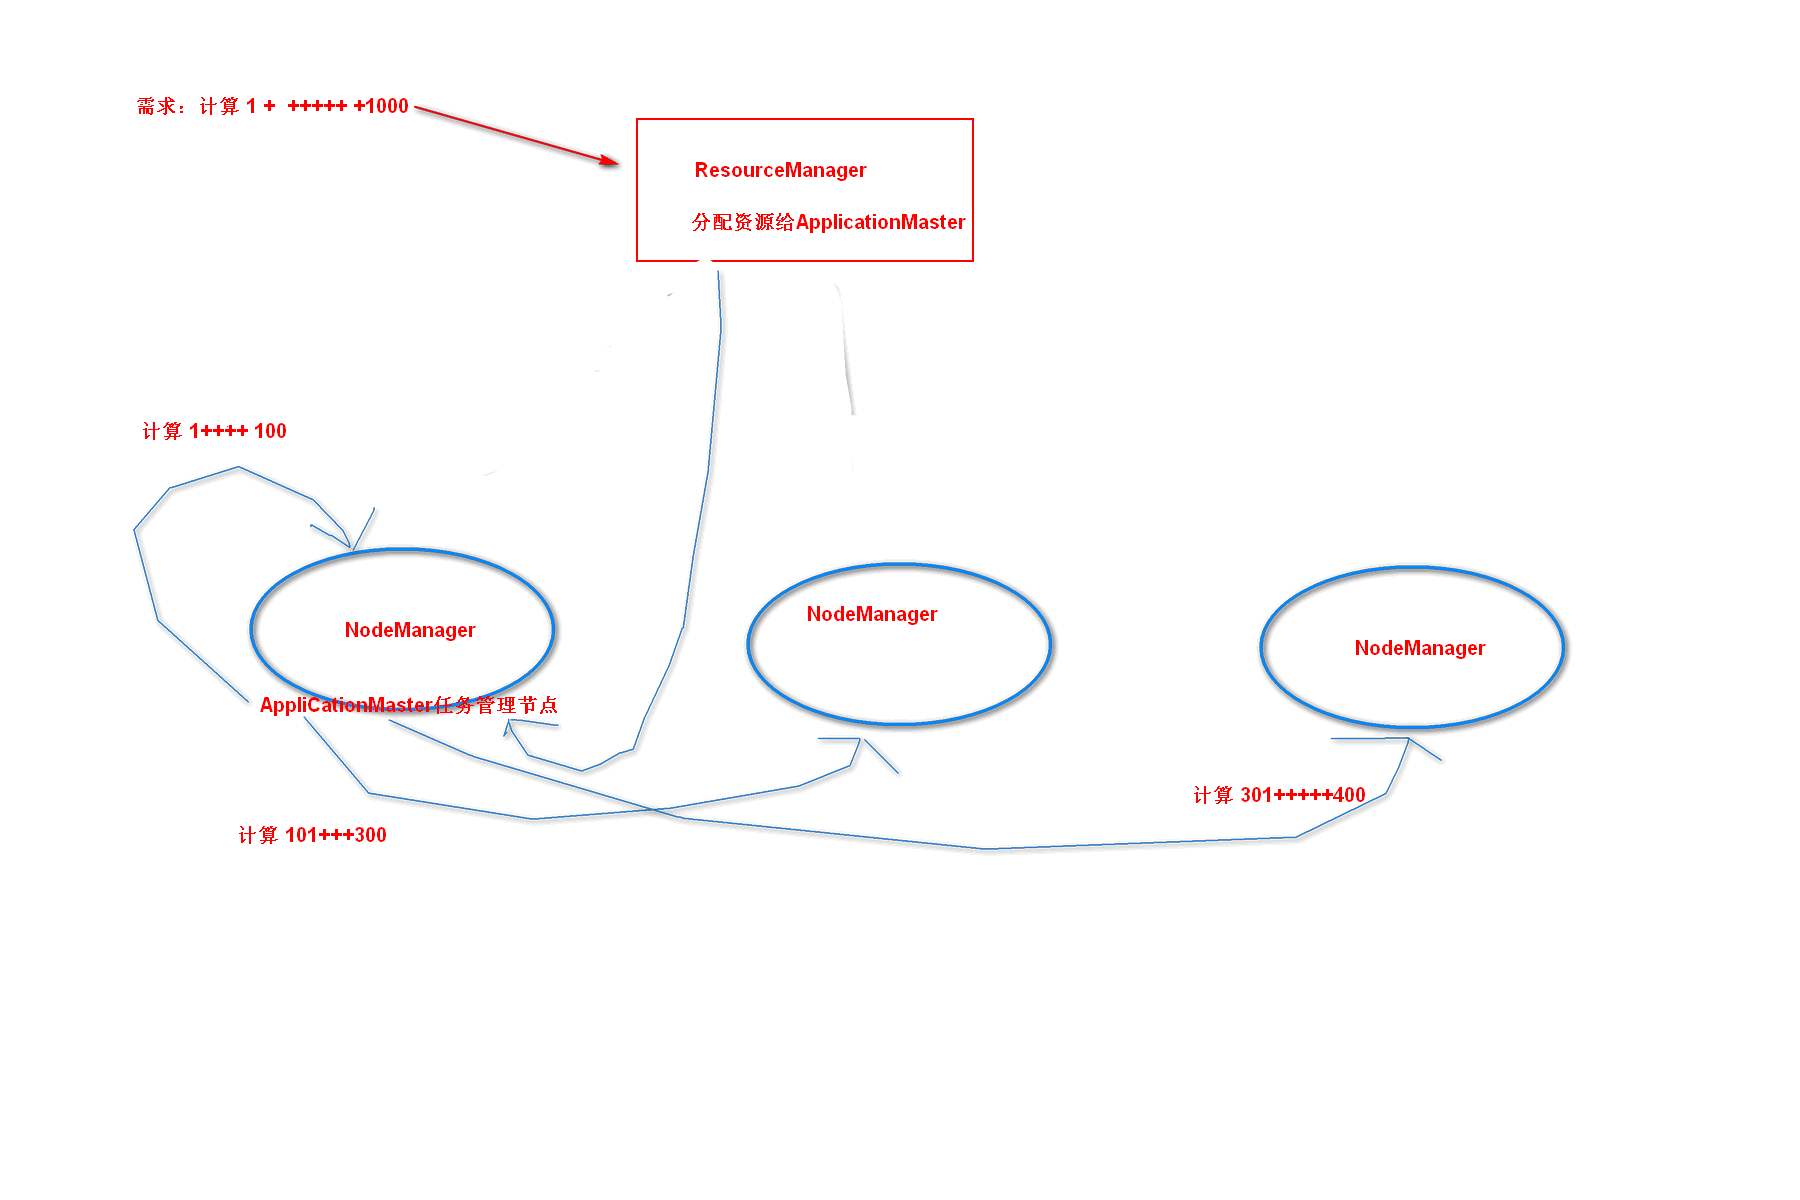 需求：计算 1 +  +++++ +1000
ResourceManager
分配资源给ApplicationMaster
计算 1++++ 100
NodeManager
NodeManager
NodeManager
AppliCationMaster任务管理节点
计算 301+++++400
计算 101+++300